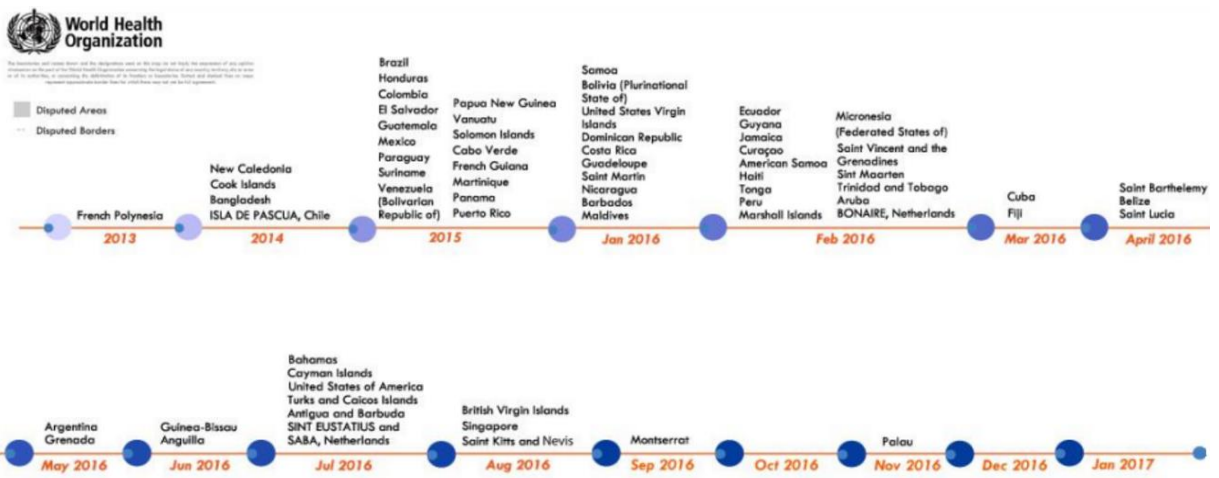 World Health
Organization
Disputed Areas
Disputed Borders
French Polynesia
2013
New Caledonia
Cook Islands
Bangladesh
ISLA DE PASCUA, Chile
2014
Brazil
Honduras
Colombia
El Salvador
Guatemala
Mexico
Paraguay
Suriname
Venezuela
(Bolivarian
Republic of)
Papua New Guinea
Vanuatu
Solomon Islands
Cabo Verde
French Guiana
Martinique
Panama
Puerto Rico
2015
Samoa
Bolivia (Plurinational
State of)
United States Virgin
Islands
Dominican Republic
Costa Rica
Guadeloupe
Saint Martin
Nicaragua
Barbados
Maldives
Jan 2016
Ecuador
Guyana
Jamaica
Curaçao
American Samoa
Haiti
Tonga
Peru
Marshall Islands
Micronesia
(Federated States of)
Saint Vincent and the
Grenadines
Sint Maarten
Trinidad and Tobago
Aruba
BONAIRE, Netherlands
Feb 2016
Cuba
Fiji
Mar 2016
Saint Barthelemy
Belize
Saint Lucia
April 2016
Argentina
Grenada
May 2016
Guinea-Bissau
Anguilla
Jun 2016
Bahamas
Cayman Islands
United States of America
Turks and Caicos Islands
Antigua and Barbuda
SINT EUSTATIUS and
SABA, Netherlands
Jul 2016
British Virgin Islands
Singapore
Saint Kitts and Nevis
Aug 2016
Montserrat
Sep 2016
Oct 2016
Palau
Nov 2016
Dec 2016
Jan 2017